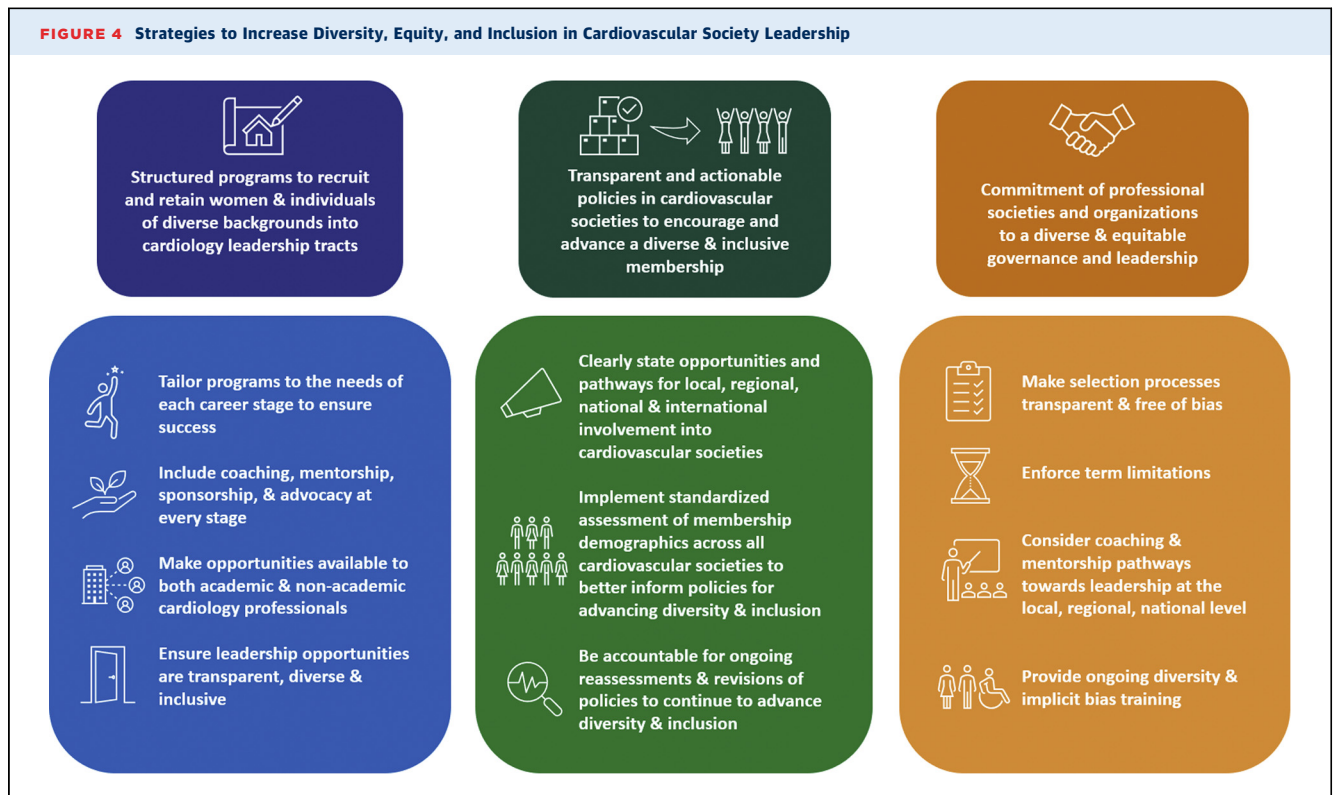 FIGURE 4 Strategies to Increase Diversity, Equity, and Inclusion in Cardiovascular Society Leadership
Structured programs to recruit
and retain women & individuals
of diverse backgrounds into
cardiology leadership tracts
Transparent and actionable
policies in cardiovascular
societies to encourage and
advance a diverse & inclusive
membership
Commitment of professional
societies and organizations
to a diverse & equitable
governance and leadership
Tailor programs to the needs of
each career stage to ensure
success
Include coaching, mentorship,
sponsorship, & advocacy at
every stage
Make opportunities available to
both academic & non-academic
cardiology professionals
Ensure leadership opportunities
are transparent, diverse &
inclusive
Clearly state opportunities and
pathways for local, regional,
national & international
involvement into
cardiovascular societies
Implement standardized
assessment of membership
demographics across all
cardiovascular societies to
better inform policies for
advancing diversity & inclusion
Be accountable for ongoing
reassessments & revisions of
policies to continue to advance
diversity & inclusion
Make selection processes
transparent & free of bias
Enforce term limitations
Consider coaching &
mentorship pathways
towards leadership at the
local, regional, national level
Provide ongoing diversity &
implicit bias training